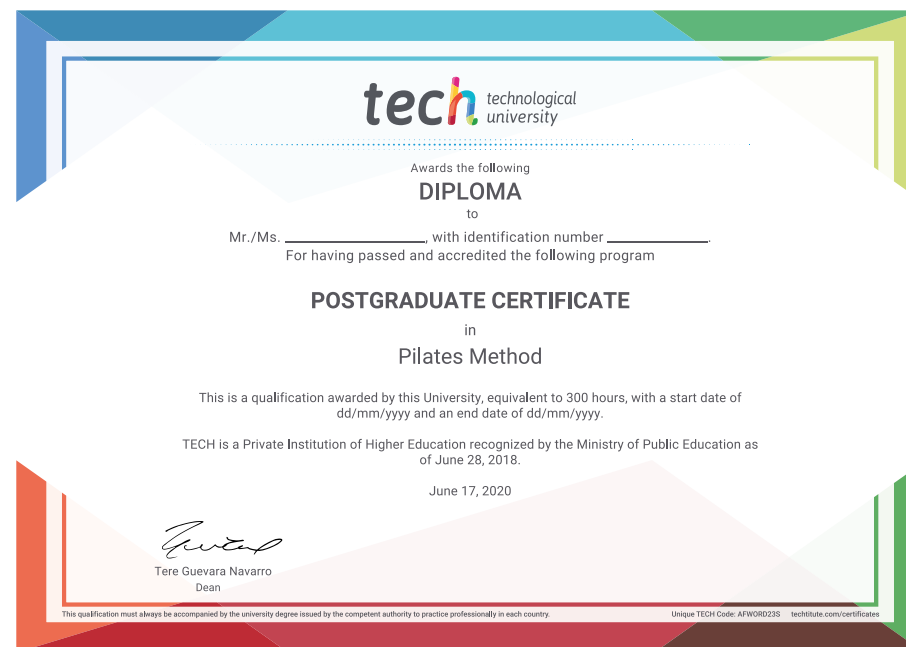 tech technological
university
Awards the following
DIPLOMA
to
Mr./Ms. ____________________, with identification number ______________.
For having passed and accredited the following program
POSTGRADUATE CERTIFICATE
in
Pilates Method
This is a qualification awarded by this University, equivalent to 300 hours, with a start date of
dd/mm/yyyy and an end date of dd/mm/yyyy.
TECH is a Private Institution of Higher Education recognized by the Ministry of Public Education as
of June 28, 2018.
June 17, 2020
Tere Guevara Navarro
Dean
This qualification must always be accompanied by the university degree issued by the competent authority to practice professionally in each country. Unique TECH Code: AFWORD23S techtitute.com/certificates